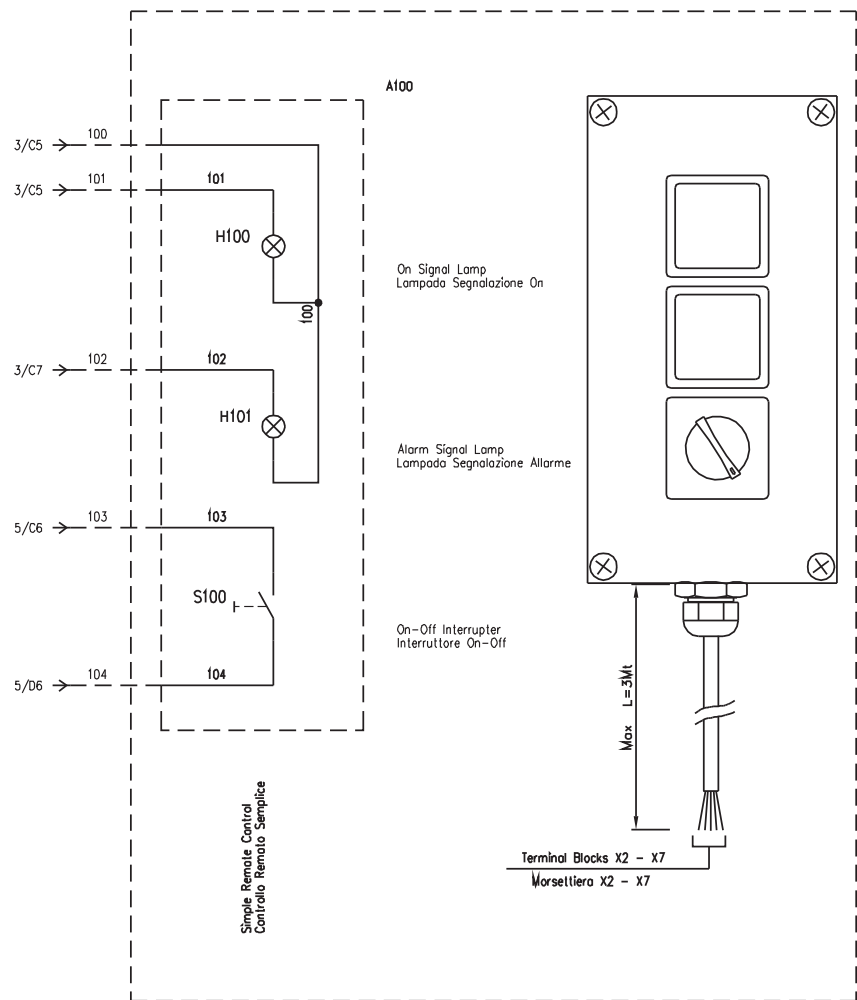 A100
3/C5 100
3/C5 101 101
H100
On Signal Lamp
Lampada Segnalazione On
100
3/C7 102 102
H101
Alarm Signal Lamp
Lampada Segnalazione Allarme
5/C6 103 103
S100
On-Off Interrupter
Interruttore On-Off
5/D6 104 104
Max L=3Mt
Simple Remote Control
Controllo Remoto Semplice
Terminal Blocks X2 - X7
Morsettiera X2 - X7